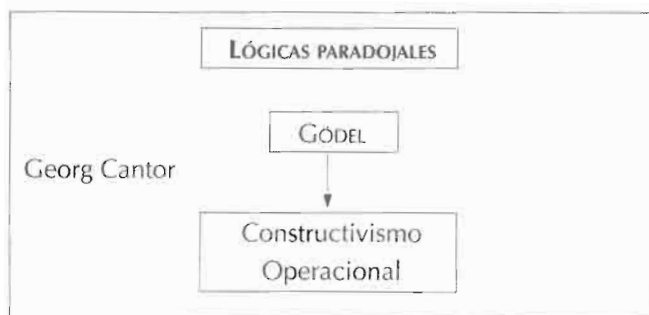 LÓGICAS PARADOJALES
GÖDEL
Georg Cantor
Constructivismo
Operacional